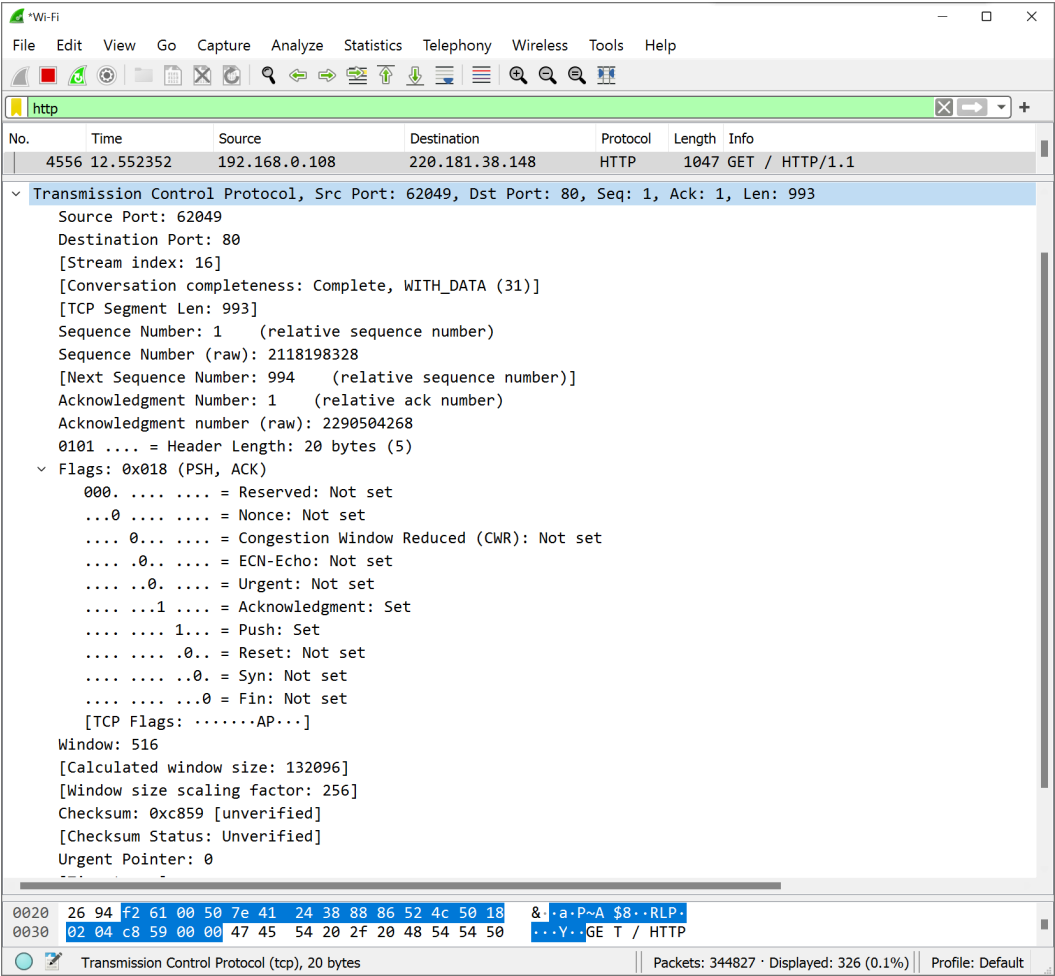 *Wi-Fi
File Edit View Go Capture Analyze Statistics Telephony Wireless Tools Help
http
No. Time Source Destination Protocol Length Info
4556 12.552352 192.168.0.108 220.181.38.148 HTTP 1047 GET / HTTP/1.1
Transmission Control Protocol, Src Port: 62049, Dst Port: 80, Seq: 1, Ack: 1, Len: 993
Source Port: 62049
Destination Port: 80
[Stream index: 16]
[Conversation completeness: Complete, WITH_DATA (31)]
[TCP Segment Len: 993]
Sequence Number: 1    (relative sequence number)
Sequence Number (raw): 2118198328
[Next Sequence Number: 994    (relative sequence number)]
Acknowledgment Number: 1    (relative ack number)
Acknowledgment number (raw): 2290504268
0101 .... = Header Length: 20 bytes (5)
Flags: 0x018 (PSH, ACK)
000. .... .... = Reserved: Not set
...0 .... .... = Nonce: Not set
.... 0... .... = Congestion Window Reduced (CWR): Not set
.... .0.. .... = ECN-Echo: Not set
.... ..0. .... = Urgent: Not set
.... ...1 .... = Acknowledgment: Set
.... .... 1... = Push: Set
.... .... .0.. = Reset: Not set
.... .... ..0. = Syn: Not set
.... .... ...0 = Fin: Not set
[TCP Flags: ·······AP···]
Window: 516
[Calculated window size: 132096]
[Window size scaling factor: 256]
Checksum: 0xc859 [unverified]
[Checksum Status: Unverified]
Urgent Pointer: 0
0020 26 94 f2 61 00 50 7e 41 24 38 88 86 52 4c 50 18 &··a·P~A $8··RLP·
0030 02 04 c8 59 00 00 47 45 54 20 2f 20 48 54 54 50 ···Y··GE T / HTTP
Transmission Control Protocol (tcp), 20 bytes Packets: 344827 · Displayed: 326 (0.1%) Profile: Default